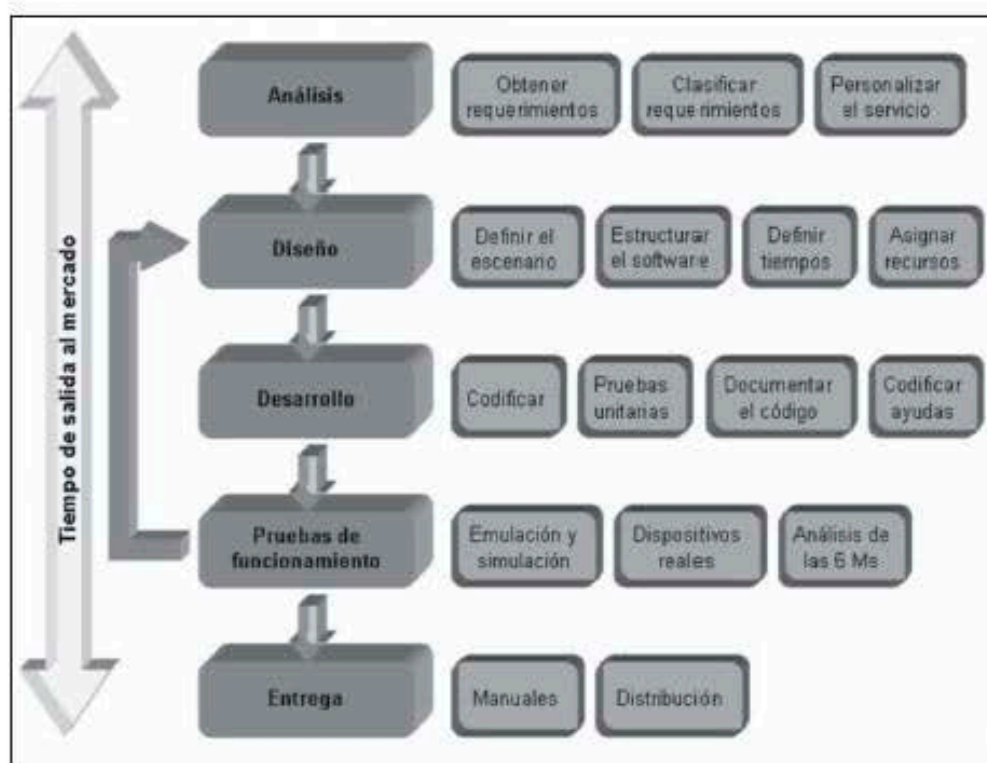 Tiempo de salida al mercado
Análisis
Obtener
requerimientos
Clasificar
requerimientos
Personalizar
el servicio
Diseño
Definir el
escenario
Estructurar
el software
Definir
tiempos
Asignar
recursos
Desarrollo
Codificar
Pruebas
unitarias
Documentar
el código
Codificar
ayudas
Pruebas de
funcionamiento
Emulación y
simulación
Dispositivos
reales
Análisis de
las 6 Ms
Entrega
Manuales
Distribución